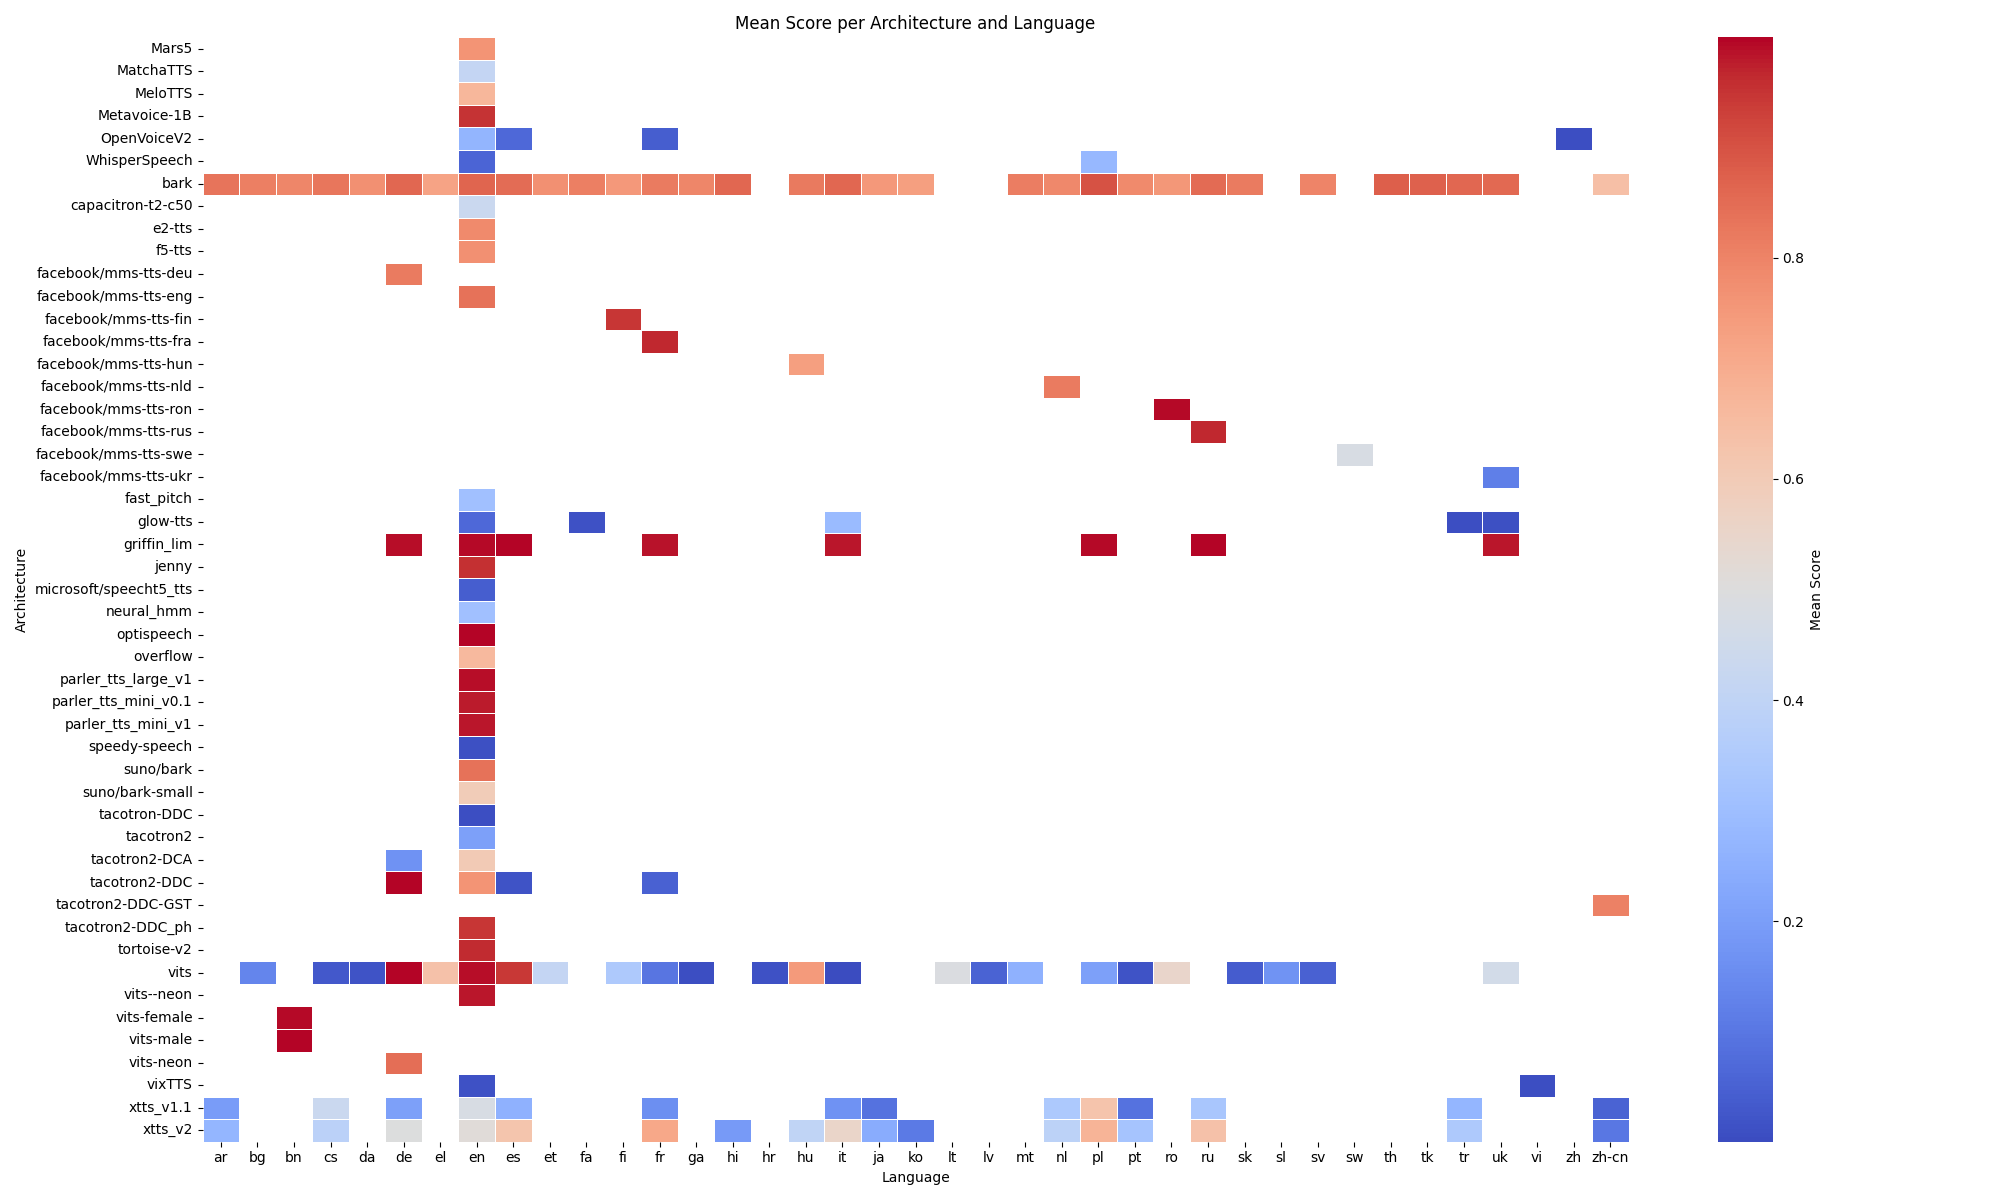 Mean Score per Architecture and Language
Mars5
MatchaTTS
MeloTTS
Metavoice-1B
OpenVoiceV2
WhisperSpeech
bark
capacitron-t2-c50
e2-tts
f5-tts
facebook/mms-tts-deu
facebook/mms-tts-eng
facebook/mms-tts-fin
facebook/mms-tts-fra
facebook/mms-tts-hun
facebook/mms-tts-nld
facebook/mms-tts-ron
facebook/mms-tts-rus
facebook/mms-tts-swe
facebook/mms-tts-ukr
fast_pitch
glow-tts
griffin_lim
jenny
microsoft/speecht5_tts
neural_hmm
optispeech
overflow
parler_tts_large_v1
parler_tts_mini_v0.1
parler_tts_mini_v1
speedy-speech
suno/bark
suno/bark-small
tacotron-DDC
tacotron2
tacotron2-DCA
tacotron2-DDC
tacotron2-DDC-GST
tacotron2-DDC_ph
tortoise-v2
vits
vits--neon
vits-female
vits-male
vits-neon
vixTTS
xtts_v1.1
xtts_v2
Architecture
ar bg bn cs da de el en es et fa fi fr ga hi hr hu it ja ko lt lv mt nl pl pt ro ru sk sl sv sw th tk tr uk vi zh zh-cn
Language
0.8
0.6
0.4
0.2
Mean Score